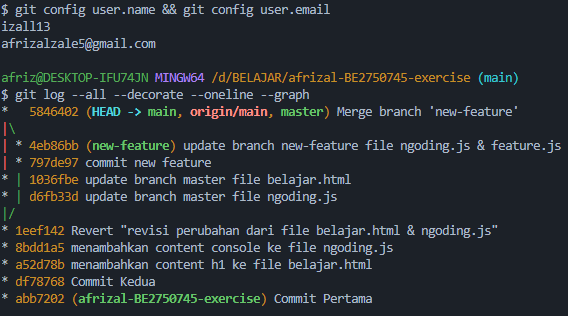 $ git config user.name && git config user.email
izall13
afrizalzale5@gmail.com
afriz@DESKTOP-IFU74JN MINGW64 /d/BELAJAR/afrizal-BE2750745-exercise (main)
$ git log --all --decorate --oneline --graph
*   5846402 (HEAD -> main, origin/main, master) Merge branch 'new-feature'
|\
| * 4eb86bb (new-feature) update branch new-feature file ngoding.js & feature.js
| * 797de97 commit new feature
* | 1036fbe update branch master file belajar.html
* | d6fb33d update branch master file ngoding.js
|/
* 1eef142 Revert "revisi perubahan dari file belajar.html & ngoding.js"
* 8bdd1a5 menambahkan content console ke file ngoding.js
* a52d78b menambahkan content h1 ke file belajar.html
* df78768 Commit Kedua
* abb7202 (afrizal-BE2750745-exercise) Commit Pertama